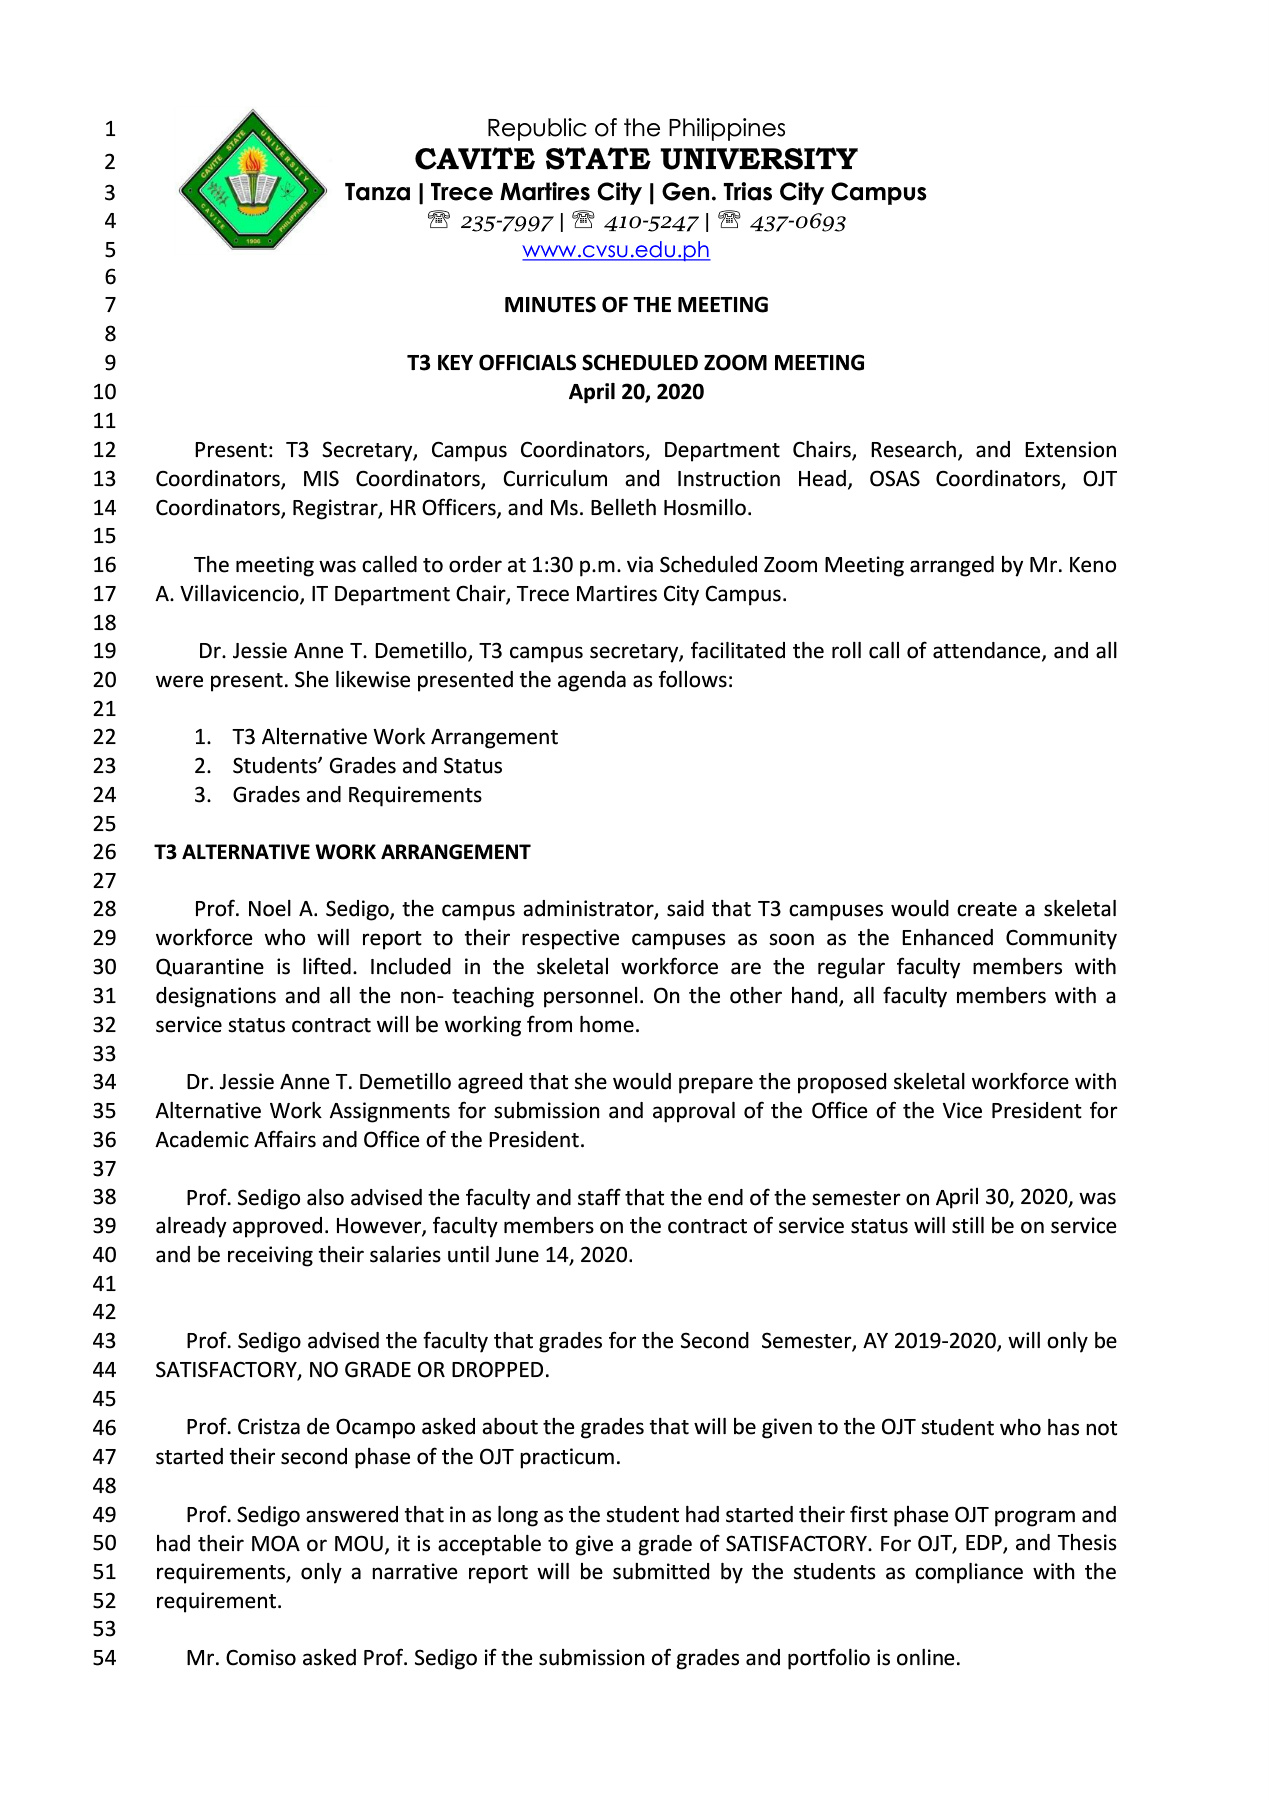 1 Republic of the Philippines
2 CAVITE STATE UNIVERSITY
3 Tanza | Trece Martires City | Gen. Trias City Campus
4 ☏ 235-7997 | ☏ 410-5247 | ☏ 437-0693
5 www.cvsu.edu.ph
CAVITE STATE UNIVERSITY
CAVITE PHILIPPINES
1906
6
7 MINUTES OF THE MEETING
8
9 T3 KEY OFFICIALS SCHEDULED ZOOM MEETING
10 April 20, 2020
11
12 Present: T3 Secretary, Campus Coordinators, Department Chairs, Research, and Extension
13 Coordinators, MIS Coordinators, Curriculum and Instruction Head, OSAS Coordinators, OJT
14 Coordinators, Registrar, HR Officers, and Ms. Belleth Hosmillo.
15
16 The meeting was called to order at 1:30 p.m. via Scheduled Zoom Meeting arranged by Mr. Keno
17 A. Villavicencio, IT Department Chair, Trece Martires City Campus.
18
19 Dr. Jessie Anne T. Demetillo, T3 campus secretary, facilitated the roll call of attendance, and all
20 were present. She likewise presented the agenda as follows:
21
22 1. T3 Alternative Work Arrangement
23 2. Students’ Grades and Status
24 3. Grades and Requirements
25
26 T3 ALTERNATIVE WORK ARRANGEMENT
27
28 Prof. Noel A. Sedigo, the campus administrator, said that T3 campuses would create a skeletal
29 workforce who will report to their respective campuses as soon as the Enhanced Community
30 Quarantine is lifted. Included in the skeletal workforce are the regular faculty members with
31 designations and all the non- teaching personnel. On the other hand, all faculty members with a
32 service status contract will be working from home.
33
34 Dr. Jessie Anne T. Demetillo agreed that she would prepare the proposed skeletal workforce with
35 Alternative Work Assignments for submission and approval of the Office of the Vice President for
36 Academic Affairs and Office of the President.
37
38 Prof. Sedigo also advised the faculty and staff that the end of the semester on April 30, 2020, was
39 already approved. However, faculty members on the contract of service status will still be on service
40 and be receiving their salaries until June 14, 2020.
41
42
43 Prof. Sedigo advised the faculty that grades for the Second Semester, AY 2019-2020, will only be
44 SATISFACTORY, NO GRADE OR DROPPED.
45
46 Prof. Cristza de Ocampo asked about the grades that will be given to the OJT student who has not
47 started their second phase of the OJT practicum.
48
49 Prof. Sedigo answered that in as long as the student had started their first phase OJT program and
50 had their MOA or MOU, it is acceptable to give a grade of SATISFACTORY. For OJT, EDP, and Thesis
51 requirements, only a narrative report will be submitted by the students as compliance with the
52 requirement.
53
54 Mr. Comiso asked Prof. Sedigo if the submission of grades and portfolio is online.